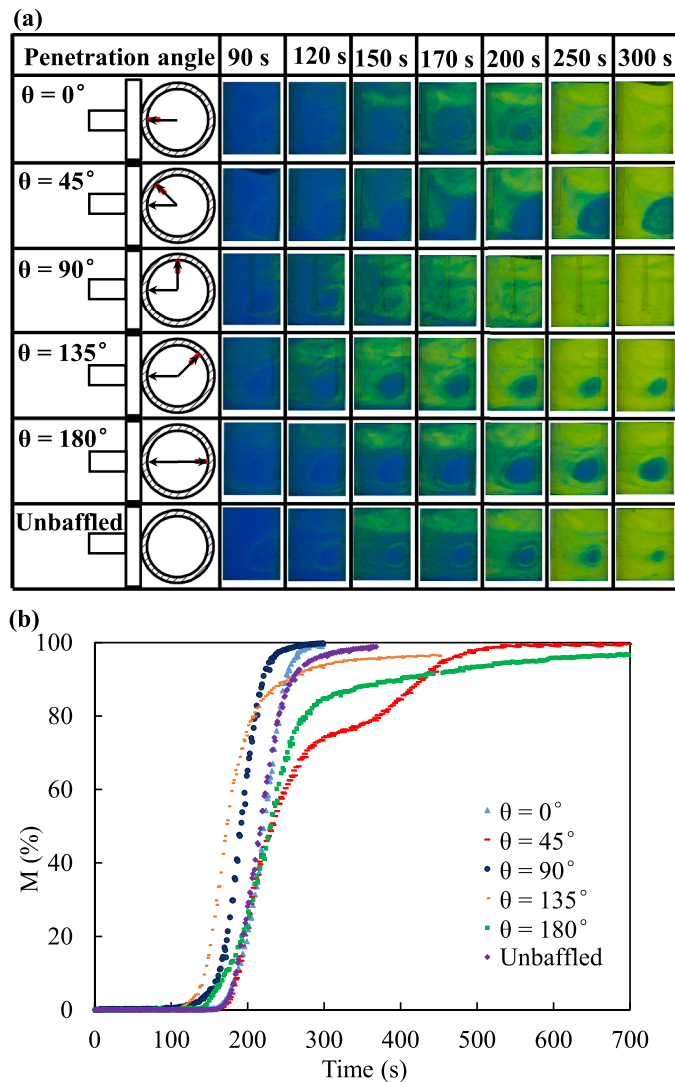 (a)
Penetration angle 90 s 120 s 150 s 170 s 200 s 250 s 300 s
θ = 0°
θ = 45°
θ = 90°
θ = 135°
θ = 180°
Unbaffled
(b)
100
80
60
40
20
0
M (%)
θ = 0°
θ = 45°
θ = 90°
θ = 135°
θ = 180°
Unbaffled
0 100 200 300 400 500 600 700
Time (s)